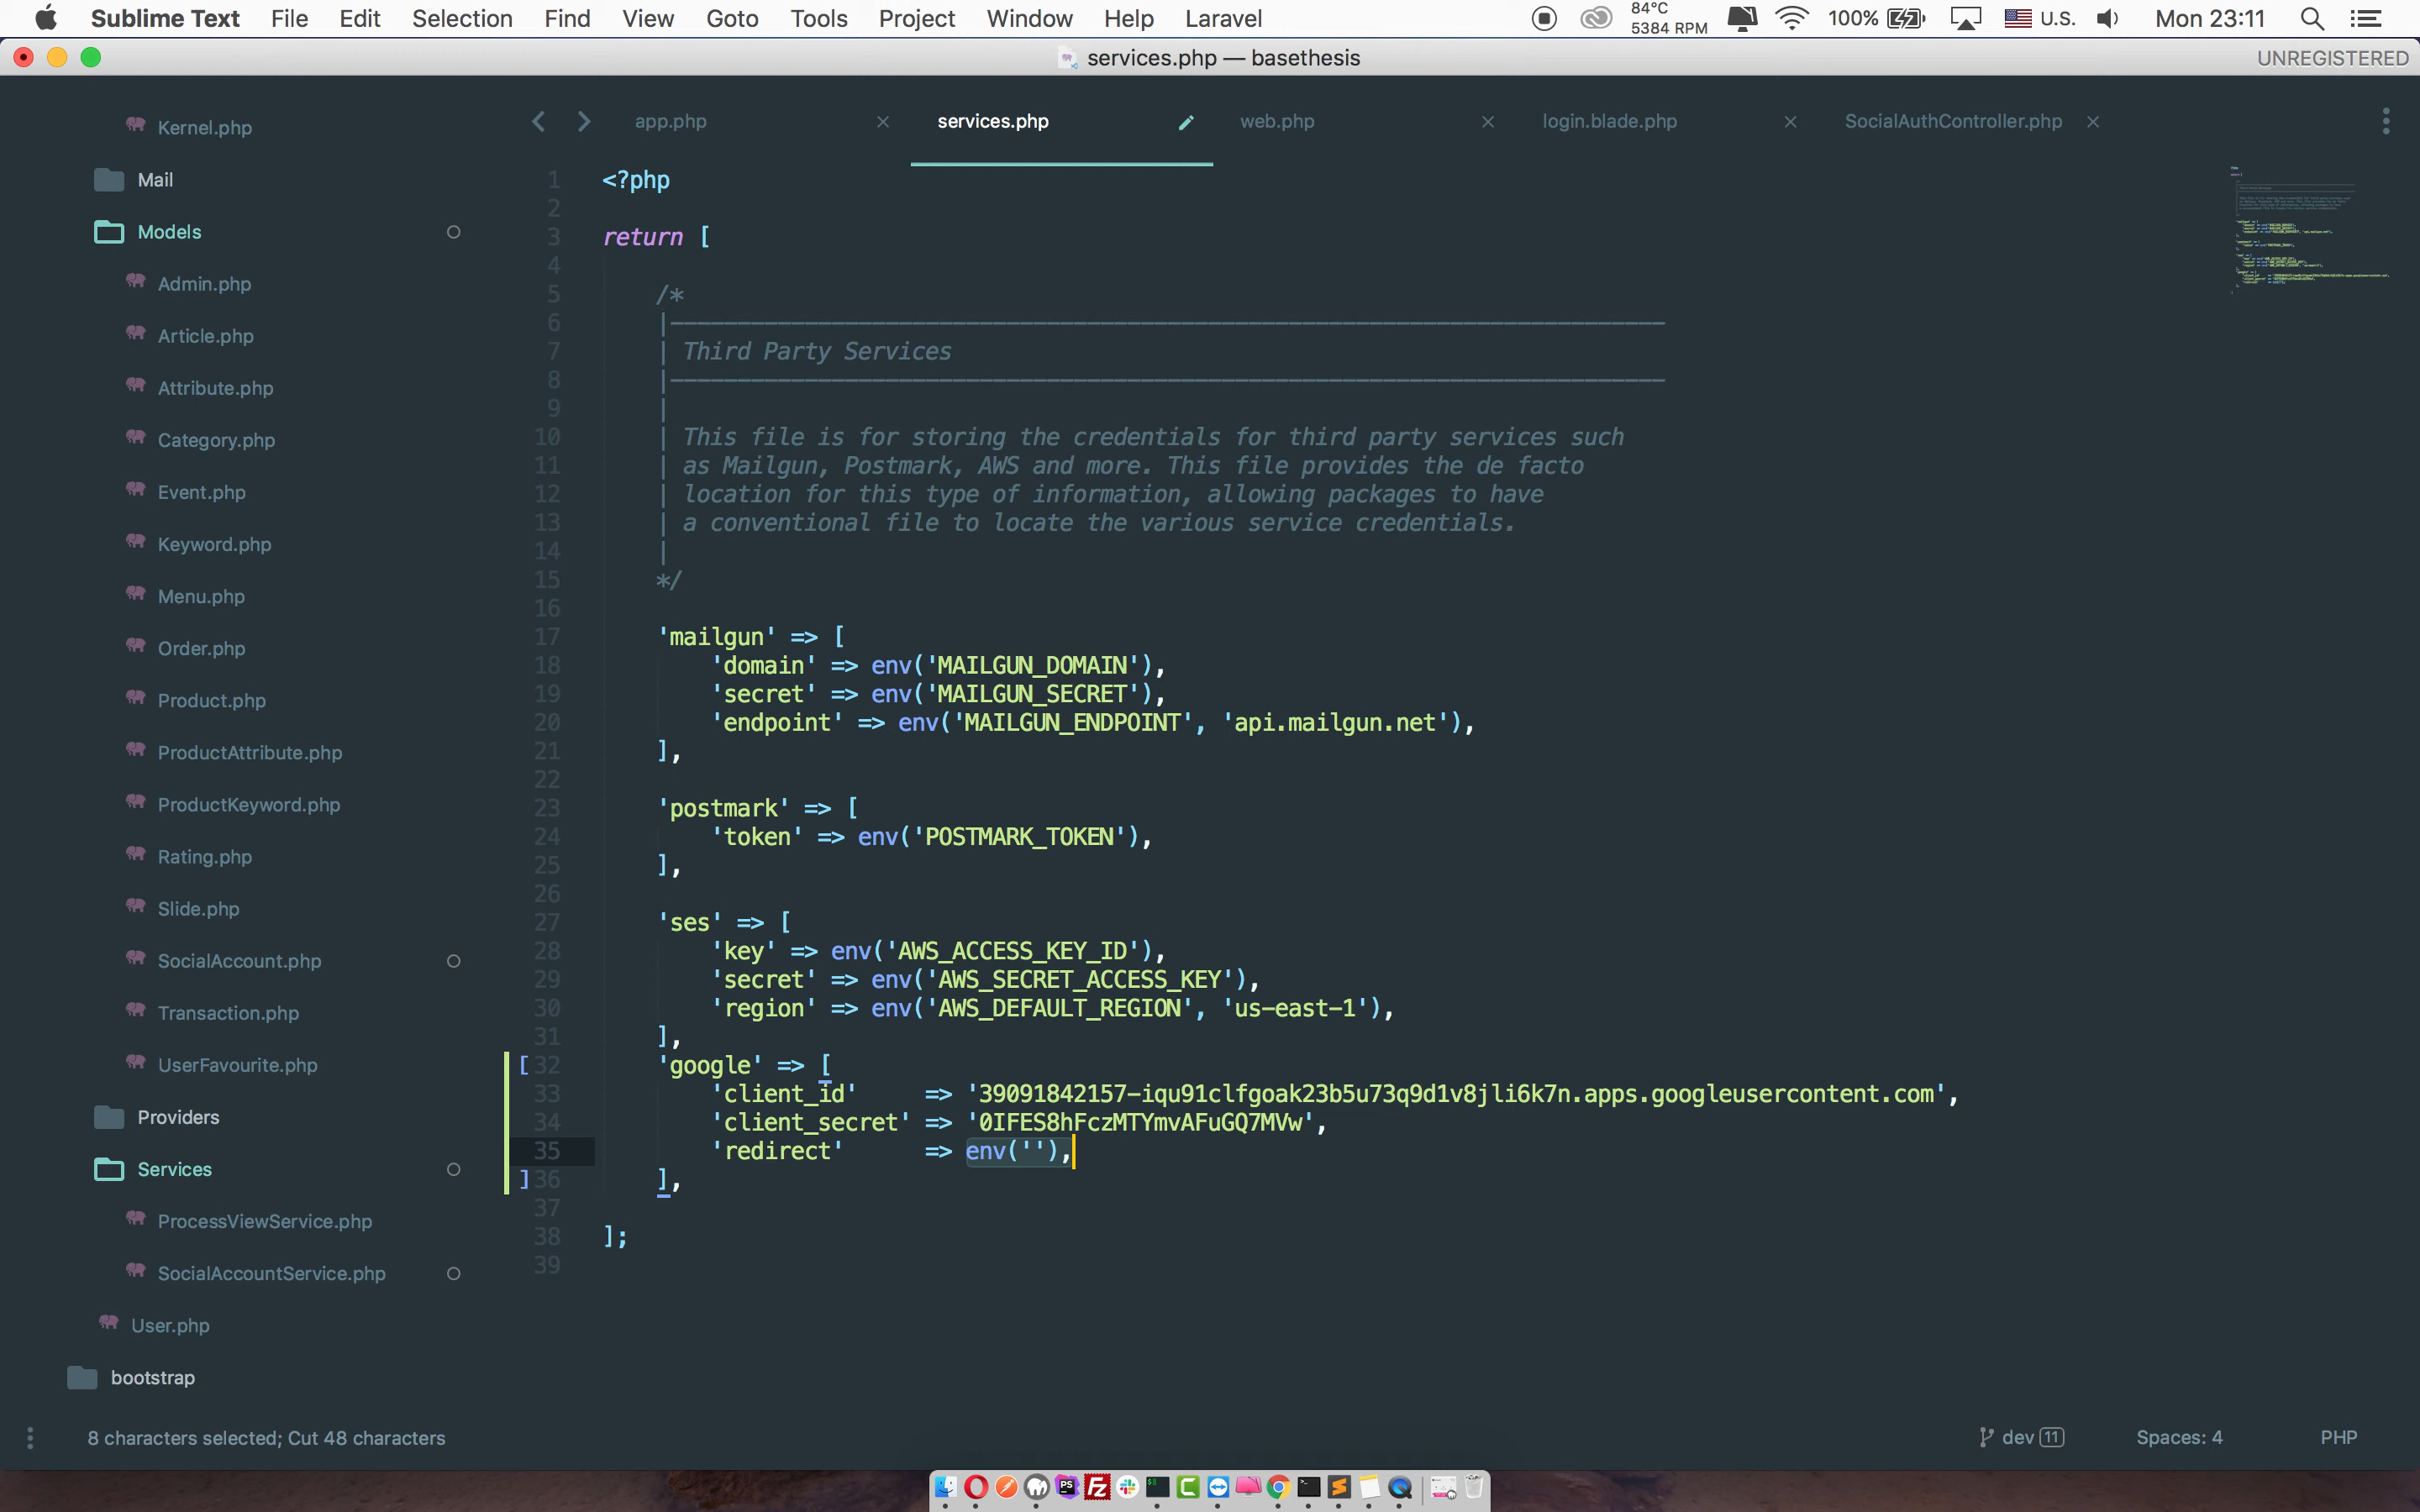 Sublime Text File Edit Selection Find View Goto Tools Project Window Help Laravel 84°C 5384 RPM 100% U.S. Mon 23:11
services.php — basethesis UNREGISTERED
app.php services.php web.php login.blade.php SocialAuthController.php
Kernel.php
Mail
Models
Admin.php
Article.php
Attribute.php
Category.php
Event.php
Keyword.php
Menu.php
Order.php
Product.php
ProductAttribute.php
ProductKeyword.php
Rating.php
Slide.php
SocialAccount.php
Transaction.php
UserFavourite.php
Providers
Services
ProcessViewService.php
SocialAccountService.php
User.php
bootstrap
1 <?php
2
3 return [
4
5 /*
6 |--------------------------------------------------------------------------
7 | Third Party Services
8 |--------------------------------------------------------------------------
9 |
10 | This file is for storing the credentials for third party services such
11 | as Mailgun, Postmark, AWS and more. This file provides the de facto
12 | location for this type of information, allowing packages to have
13 | a conventional file to locate the various service credentials.
14 |
15 */
16
17 'mailgun' => [
18 'domain' => env('MAILGUN_DOMAIN'),
19 'secret' => env('MAILGUN_SECRET'),
20 'endpoint' => env('MAILGUN_ENDPOINT', 'api.mailgun.net'),
21 ],
22
23 'postmark' => [
24 'token' => env('POSTMARK_TOKEN'),
25 ],
26
27 'ses' => [
28 'key' => env('AWS_ACCESS_KEY_ID'),
29 'secret' => env('AWS_SECRET_ACCESS_KEY'),
30 'region' => env('AWS_DEFAULT_REGION', 'us-east-1'),
31 ],
32 'google' => [
33 'client_id' => '39091842157-iqu91clfgoak23b5u73q9d1v8jli6k7n.apps.googleusercontent.com',
34 'client_secret' => '0IFES8hFczMTYmvAFuGQ7MVw',
35 'redirect' => env(''),
36 ],
37
38 ];
39
8 characters selected; Cut 48 characters dev 11 Spaces: 4 PHP